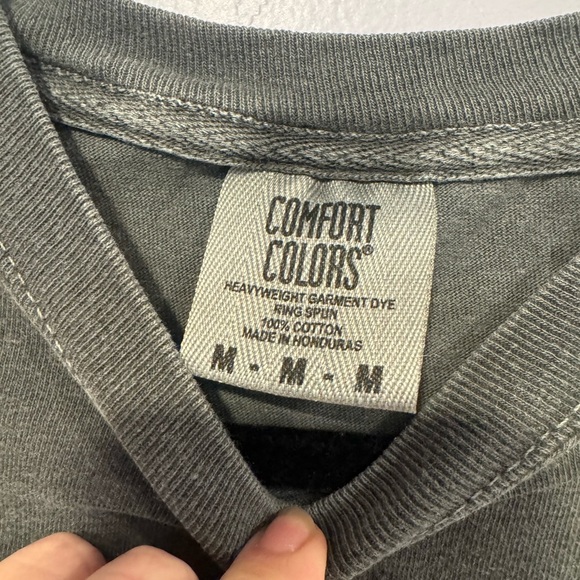 COMFORT
COLORS®
HEAVYWEIGHT GARMENT DYE
RING SPUN
100% COTTON
MADE IN HONDURAS
M - M - M